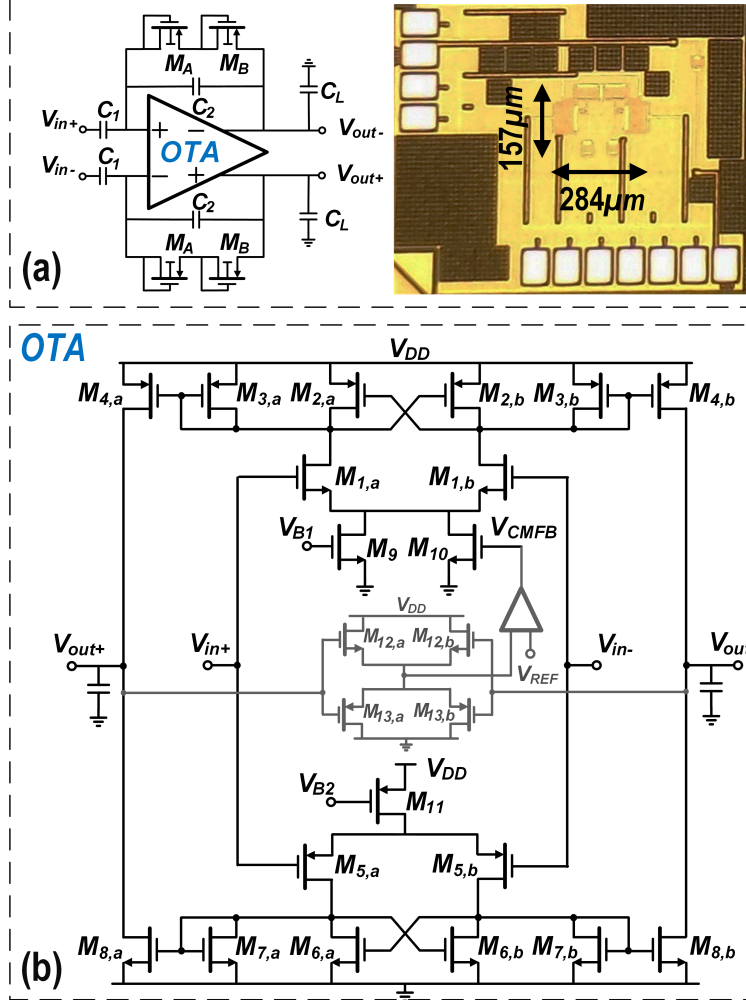 M_A M_B
C_2
V_in+ C_1 C_L
+ −
OTA V_out-
V_in- C_1 V_out+
− +
C_2 C_L
M_A M_B
(a)
157μm
284μm
OTA
V_DD
M_4,a M_3,a M_2,a M_2,b M_3,b M_4,b
M_1,a M_1,b
V_B1 M_9 M_10 V_CMFB
V_DD
M_12,a M_12,b
V_out+ V_in+ V_in- V_out
V_REF
M_13,a M_13,b
V_DD
V_B2 M_11
M_5,a M_5,b
M_8,a M_7,a M_6,a M_6,b M_7,b M_8,b
(b)